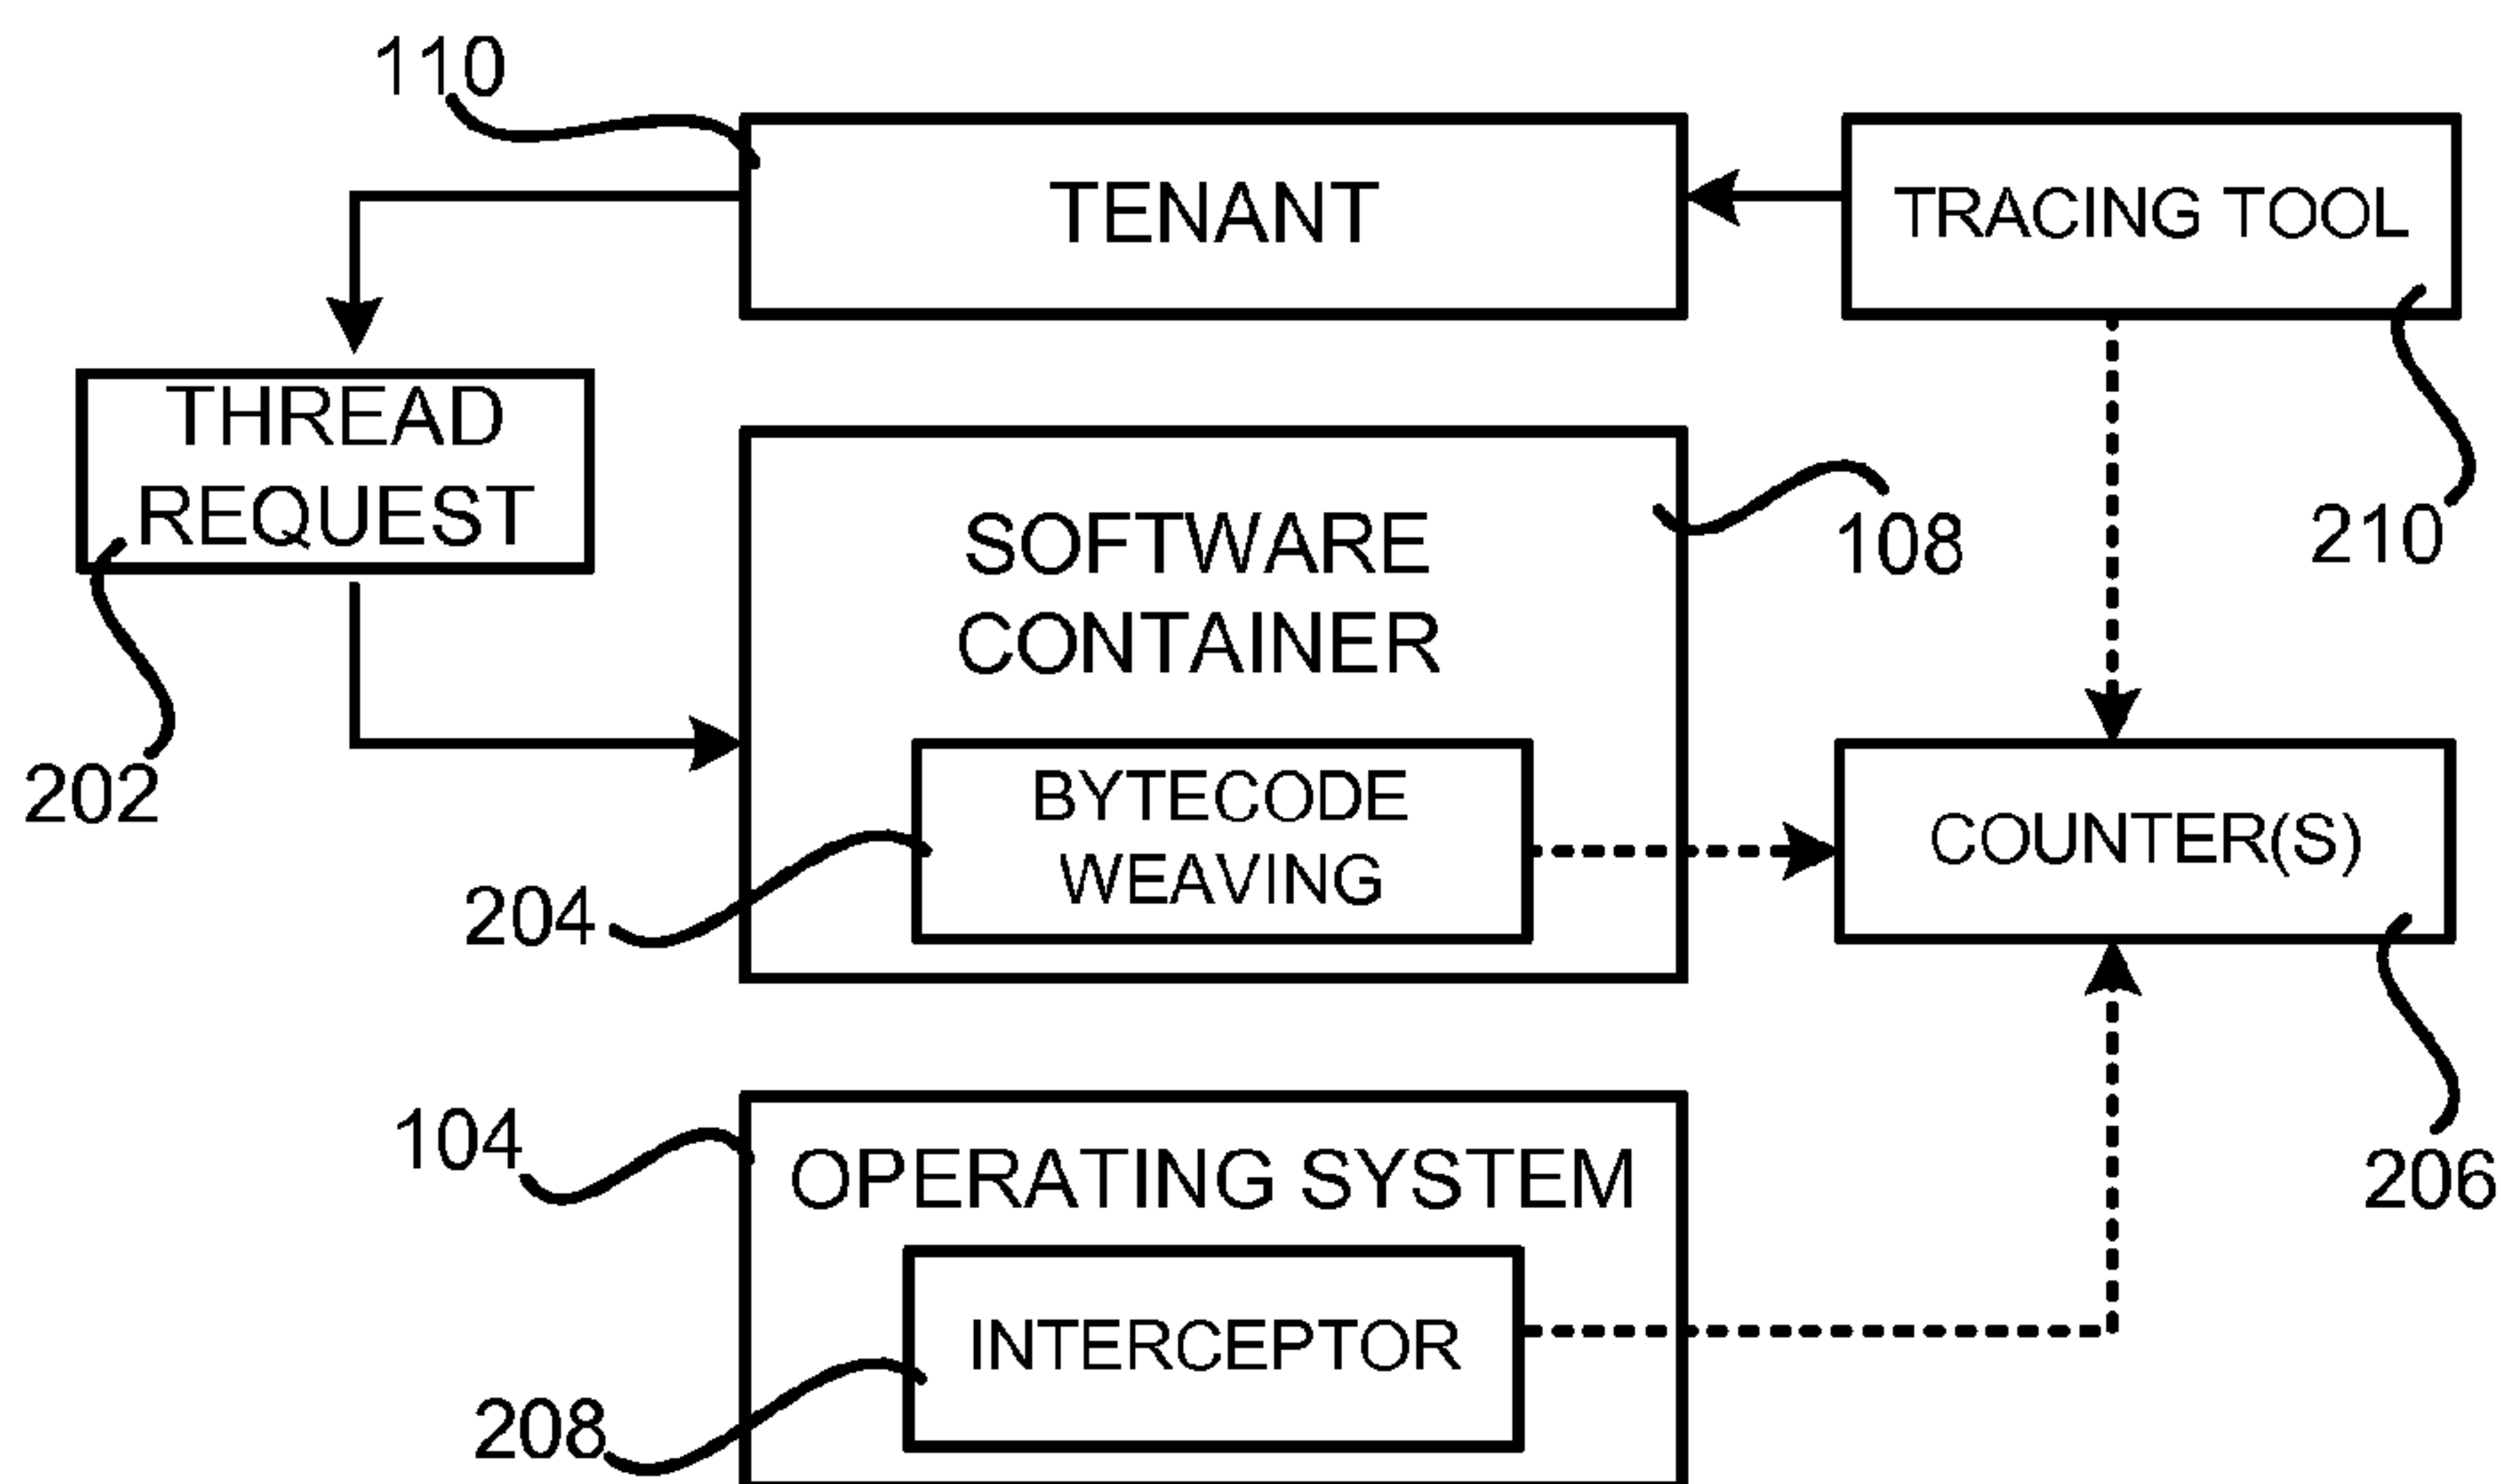 110
TENANT
TRACING TOOL
THREAD
REQUEST
SOFTWARE
CONTAINER
108
210
202
BYTECODE
WEAVING
204
COUNTER(S)
104
OPERATING SYSTEM
206
INTERCEPTOR
208